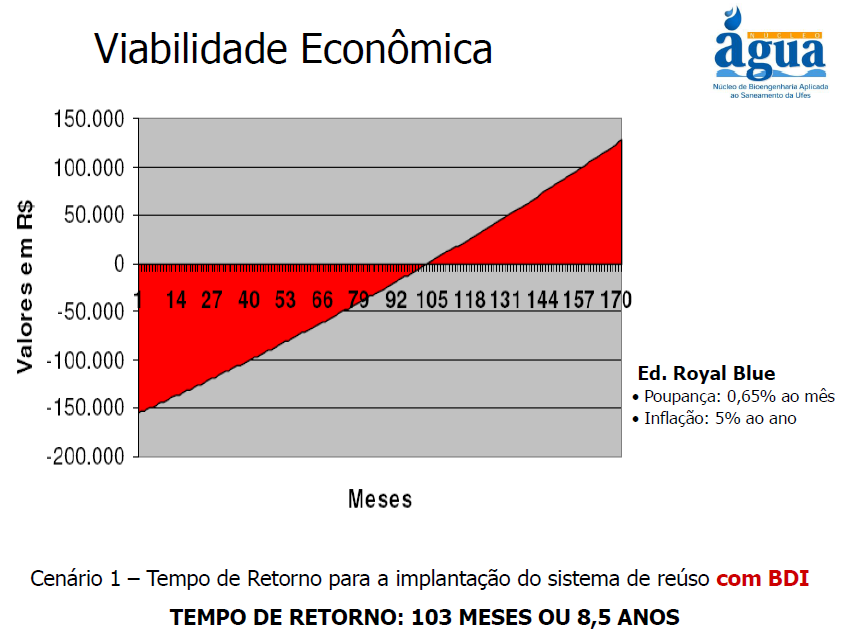 Viabilidade Econômica
NÚCLEO
água
Núcleo de Bioengenharia Aplicada
ao Saneamento da Ufes
150.000
100.000
50.000
0
-50.000
-100.000
-150.000
-200.000
Valores em R$
1 14 27 40 53 66 79 92 105 118 131 144 157 170
Meses
Ed. Royal Blue
• Poupança: 0,65% ao mês
• Inflação: 5% ao ano
Cenário 1 – Tempo de Retorno para a implantação do sistema de reúso com BDI
TEMPO DE RETORNO: 103 MESES OU 8,5 ANOS